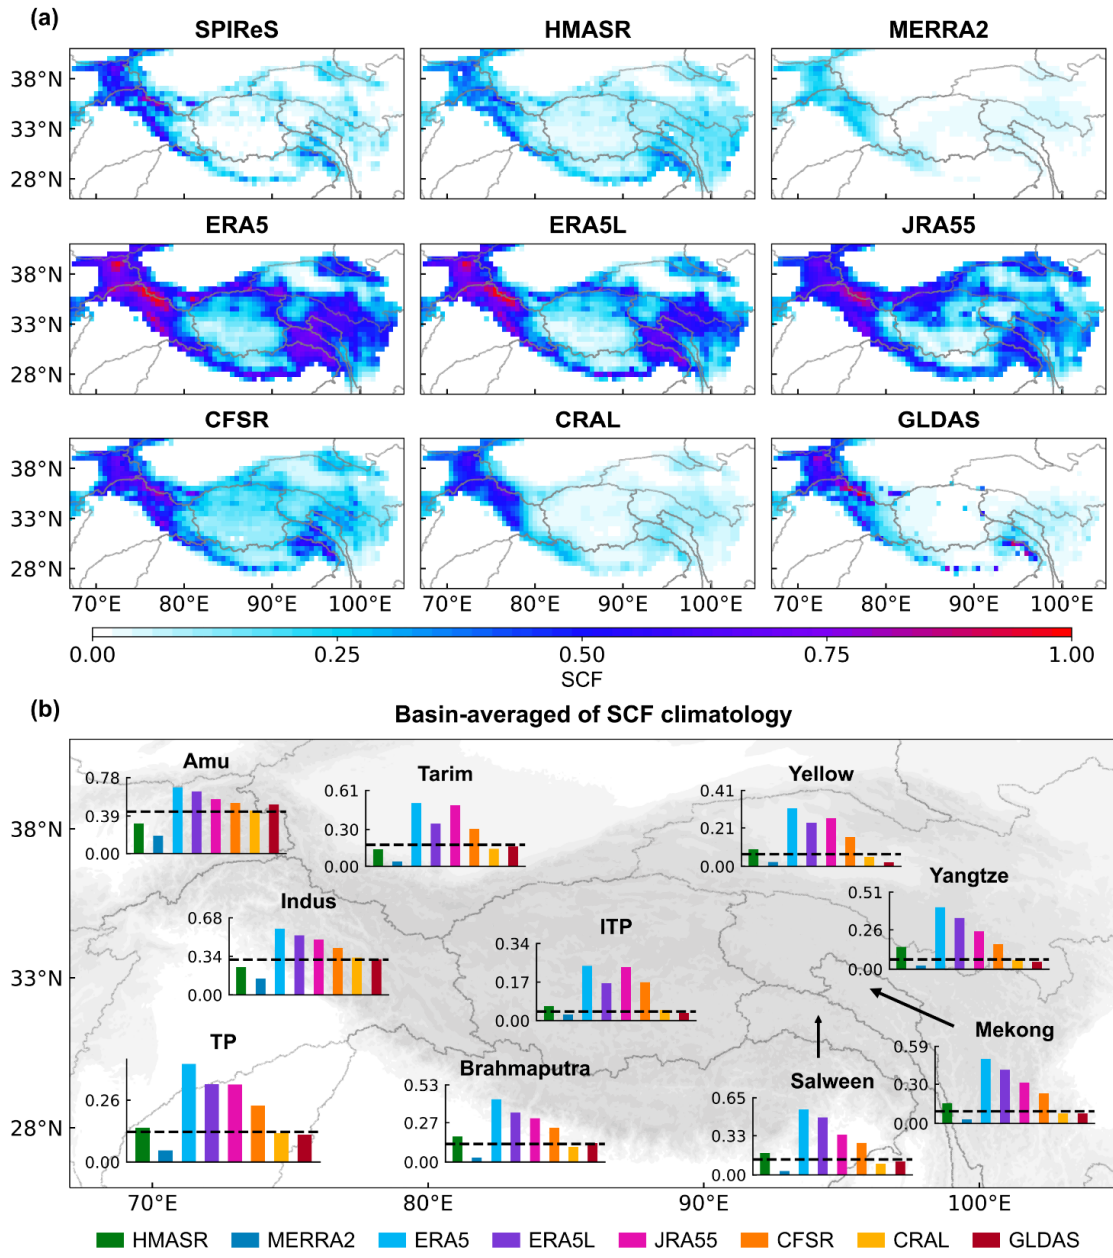 (a)
SPIReS HMASR MERRA2
38°N
33°N
28°N
ERA5 ERA5L JRA55
38°N
33°N
28°N
CFSR CRAL GLDAS
38°N
33°N
28°N
70°E 80°E 90°E 100°E 70°E 80°E 90°E 100°E 70°E 80°E 90°E 100°E
0.00 0.25 0.50 0.75 1.00
SCF
(b)
Basin-averaged of SCF climatology
38°N
33°N
28°N
Amu
0.78
0.39
0.00
Tarim
0.61
0.30
0.00
Yellow
0.41
0.21
0.00
Indus
0.68
0.34
0.00
ITP
0.34
0.17
0.00
Yangtze
0.51
0.26
0.00
TP
0.26
0.00
Brahmaputra
0.53
0.27
0.00
Salween
0.65
0.33
0.00
Mekong
0.59
0.30
0.00
70°E 80°E 90°E 100°E
HMASR MERRA2 ERA5 ERA5L JRA55 CFSR CRAL GLDAS